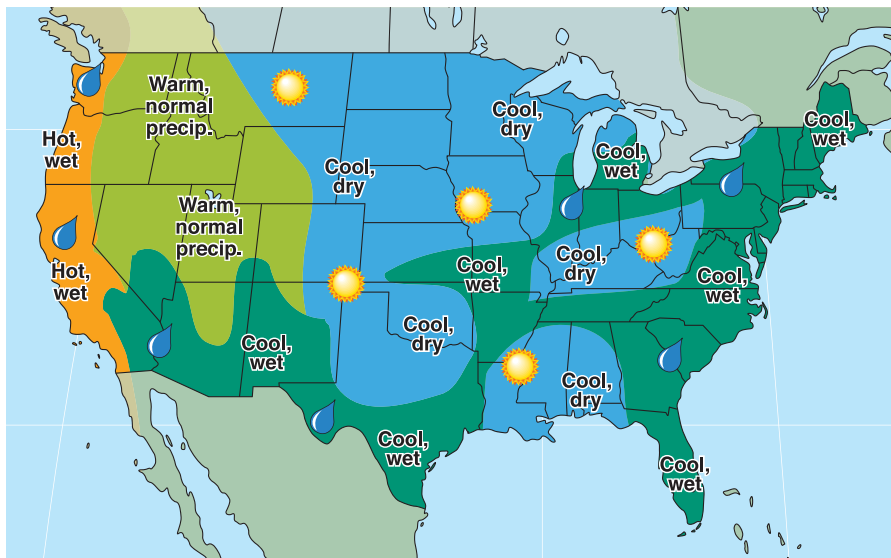 Warm,
normal
precip.
Hot,
wet
Cool,
dry
Cool,
wet
Cool,
wet
Cool,
dry
Warm,
normal
precip.
Hot,
wet
Cool,
wet
Cool,
dry
Cool,
wet
Cool,
wet
Cool,
dry
Cool,
dry
Cool,
wet
Cool,
wet